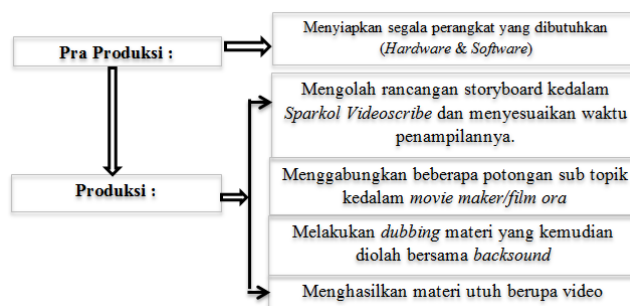 Pra Produksi :
Menyiapkan segala perangkat yang dibutuhkan
(Hardware & Software)
Produksi :
Mengolah rancangan storyboard kedalam
Sparkol Videoscribe dan menyesuaikan waktu
penampilannya.
Menggabungkan beberapa potongan sub topik
kedalam movie maker/film ora
Melakukan dubbing materi yang kemudian
diolah bersama backsound
Menghasilkan materi utuh berupa video